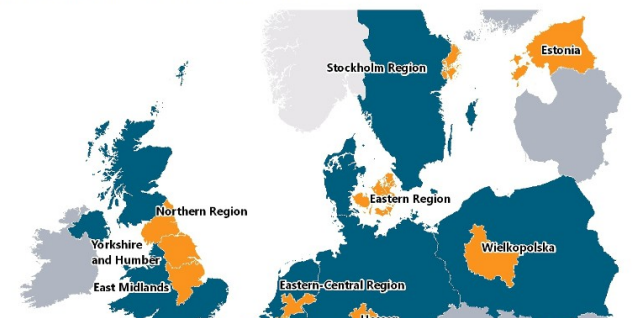 Estonia
Stockholm Region
Eastern Region
Northern Region
Yorkshire
and Humber
Wielkopolska
East Midlands
Eastern-Central Region